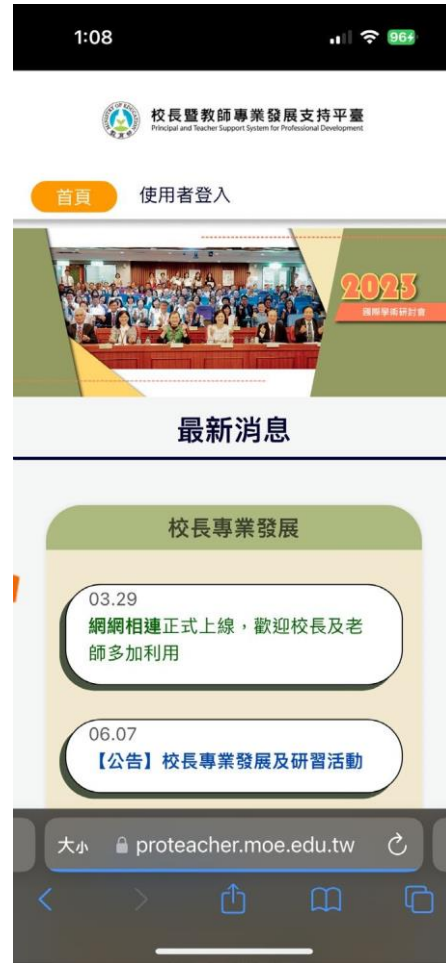 1:08
96
校長暨教師專業發展支持平臺
Principal and Teacher Support System for Professional Development
首頁
使用者登入
2023
國際學術研討會
最新消息
校長專業發展
03.29
網網相連正式上線，歡迎校長及老
師多加利用
06.07
【公告】校長專業發展及研習活動
大小
proteacher.moe.edu.tw